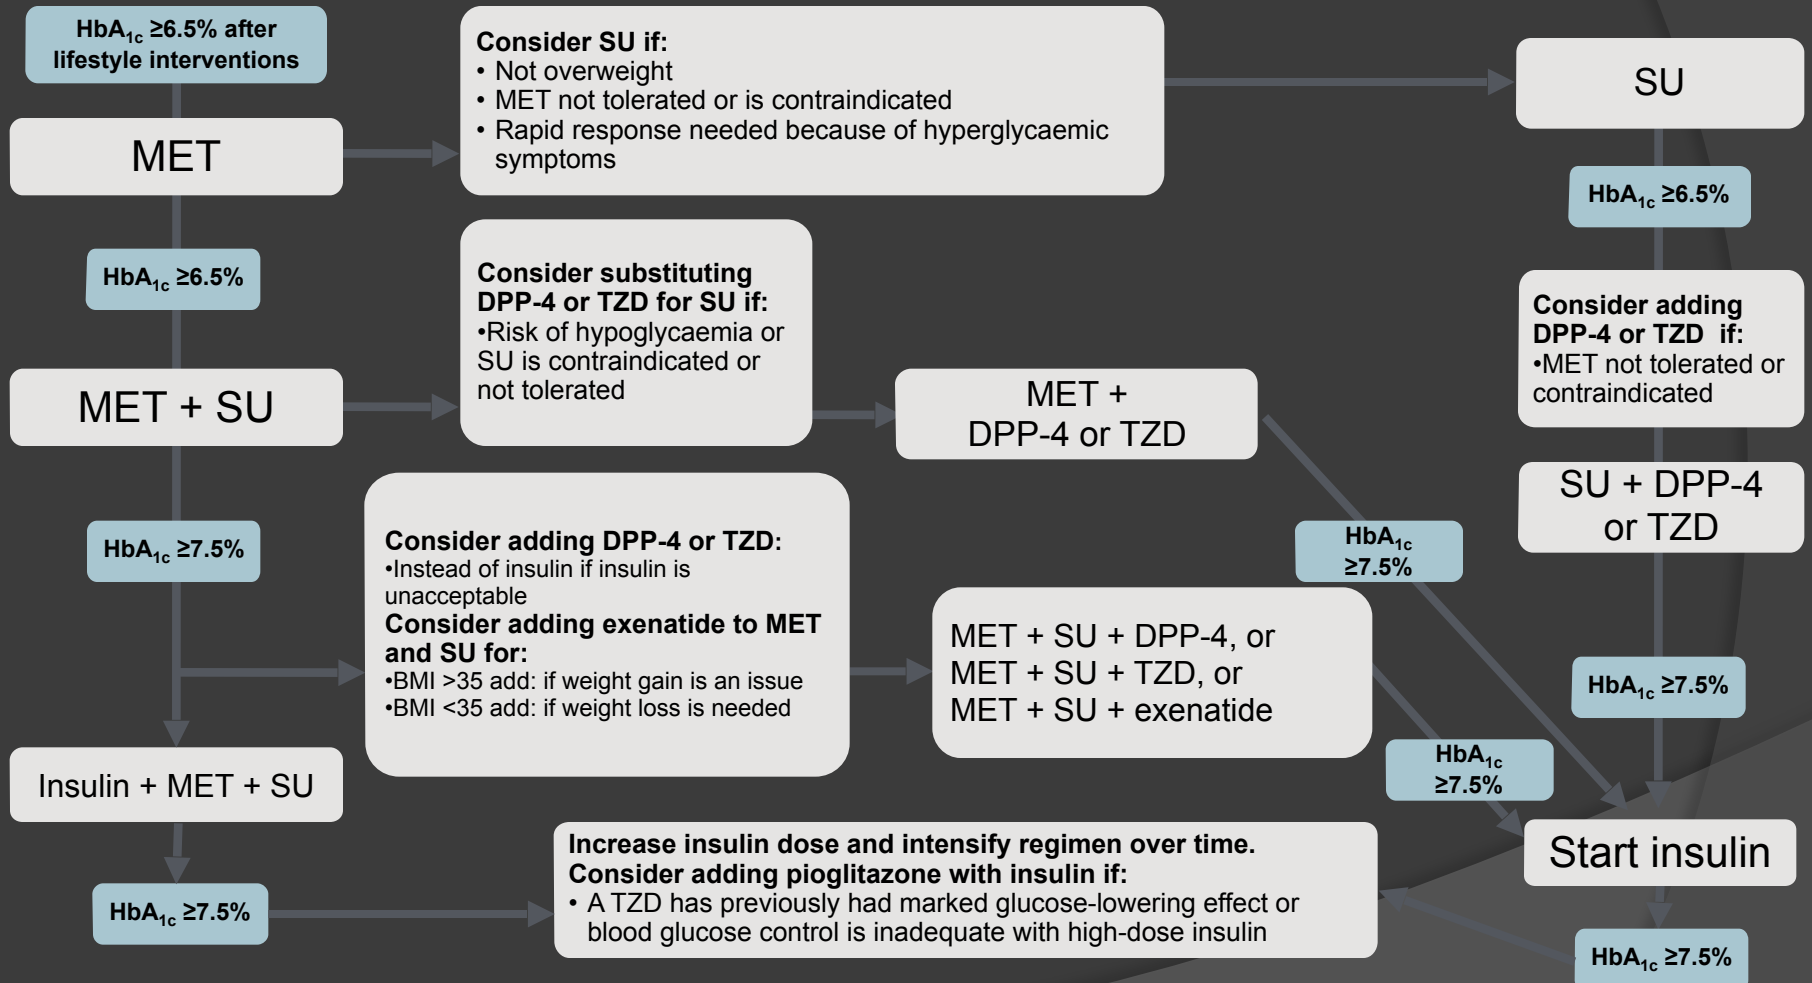 HbA1c ≥6.5% after
lifestyle interventions
Consider SU if:
• Not overweight
• MET not tolerated or is contraindicated
• Rapid response needed because of hyperglycaemic
symptoms
SU
MET
HbA1c ≥6.5%
HbA1c ≥6.5%
Consider substituting
DPP-4 or TZD for SU if:
•Risk of hypoglycaemia or
SU is contraindicated or
not tolerated
Consider adding
DPP-4 or TZD if:
•MET not tolerated or
contraindicated
MET + SU
MET +
DPP-4 or TZD
SU + DPP-4
or TZD
HbA1c ≥7.5%
Consider adding DPP-4 or TZD:
•Instead of insulin if insulin is
unacceptable
Consider adding exenatide to MET
and SU for:
•BMI >35 add: if weight gain is an issue
•BMI <35 add: if weight loss is needed
HbA1c
≥7.5%
MET + SU + DPP-4, or
MET + SU + TZD, or
MET + SU + exenatide
HbA1c ≥7.5%
HbA1c
≥7.5%
Insulin + MET + SU
Increase insulin dose and intensify regimen over time.
Consider adding pioglitazone with insulin if:
• A TZD has previously had marked glucose-lowering effect or
blood glucose control is inadequate with high-dose insulin
Start insulin
HbA1c ≥7.5%
HbA1c ≥7.5%